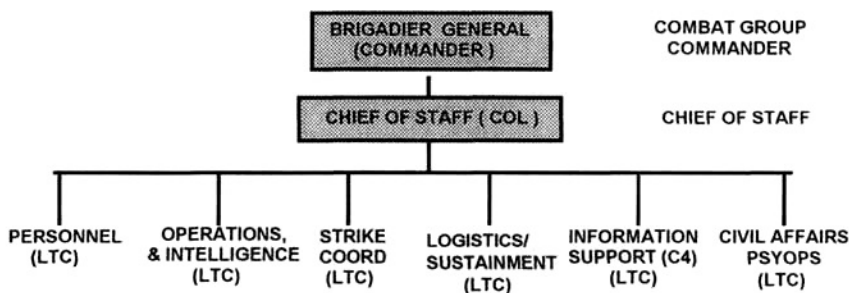 BRIGADIER GENERAL
(COMMANDER )
COMBAT GROUP
COMMANDER
CHIEF OF STAFF ( COL )
CHIEF OF STAFF
PERSONNEL
(LTC)
OPERATIONS,
& INTELLIGENCE
(LTC)
STRIKE
COORD
(LTC)
LOGISTICS/
SUSTAINMENT
(LTC)
INFORMATION
SUPPORT (C4)
(LTC)
CIVIL AFFAIRS
PSYOPS
(LTC)